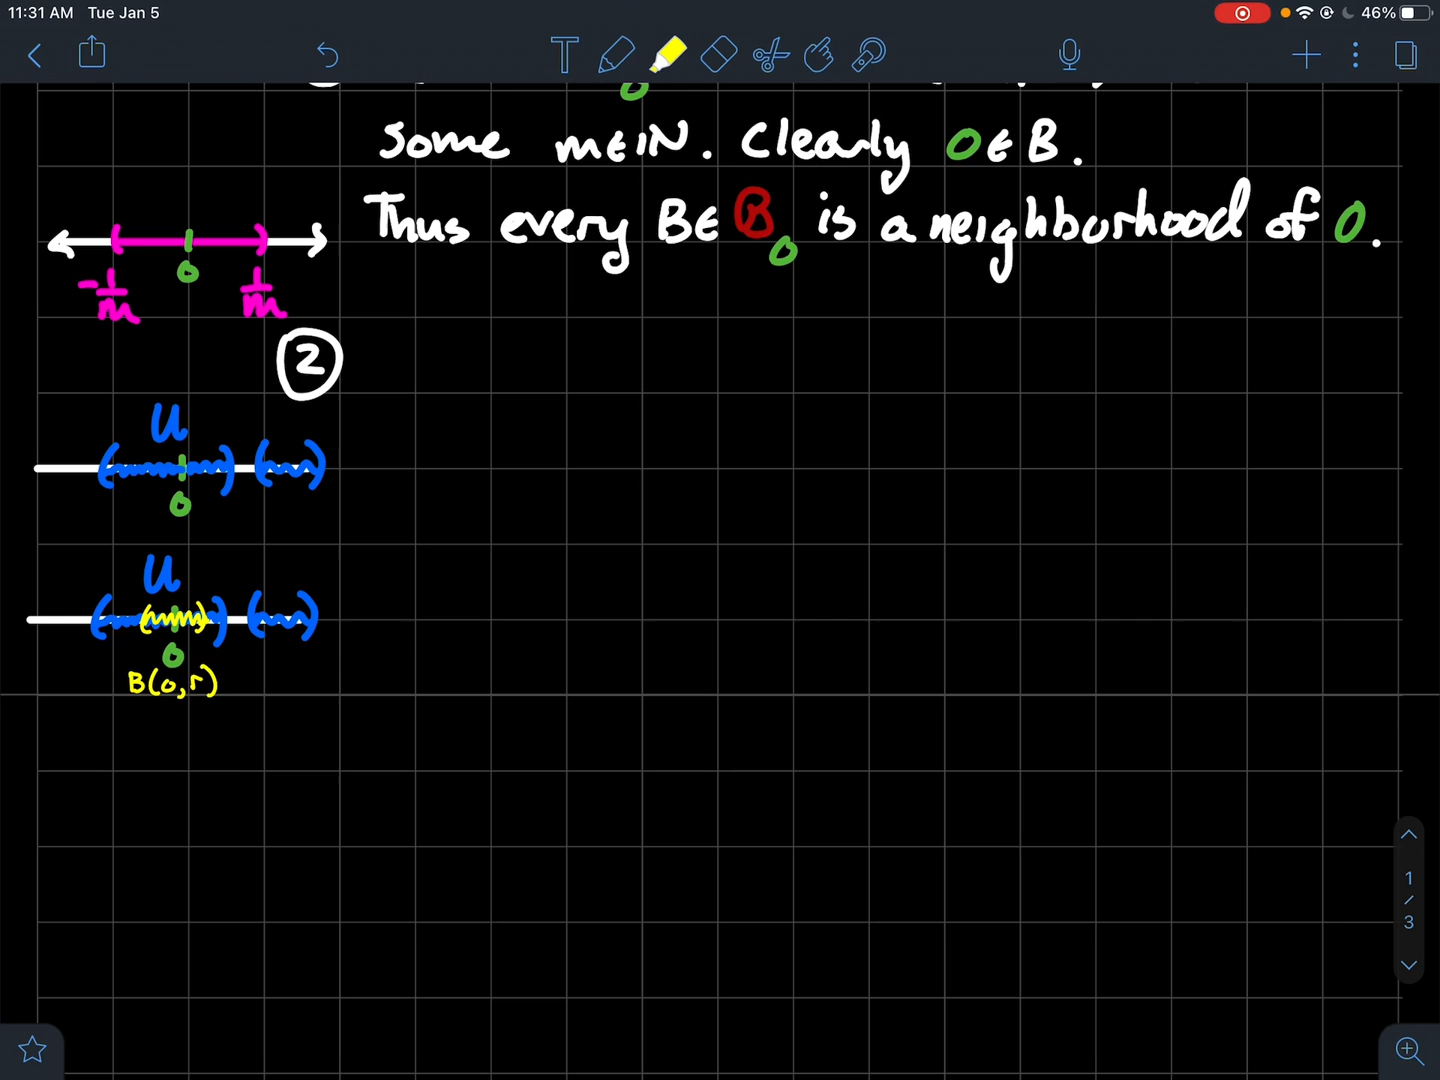 11:31 AM Tue Jan 5
46%
some m∈ℕ. Clearly 0∈B.
Thus every B∈ 𝓑₀ is a neighborhood of 0.
0
-1/m 1/m
2
U
0
U
0
B(0,r)
1
/
3